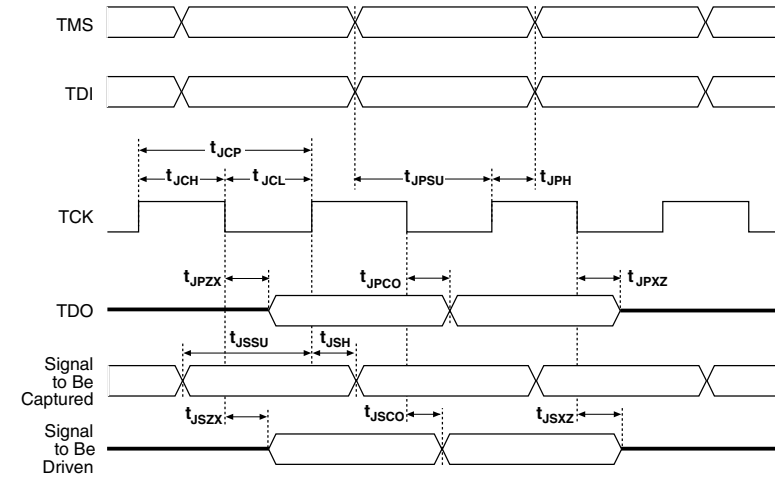 TMS
TDI
tJCP
tJCH tJCL tJPSU tJPH
TCK
tJPZX tJPCO tJPXZ
TDO
tJSSU tJSH
Signal
to Be
Captured
tJSZX tJSCO tJSXZ
Signal
to Be
Driven